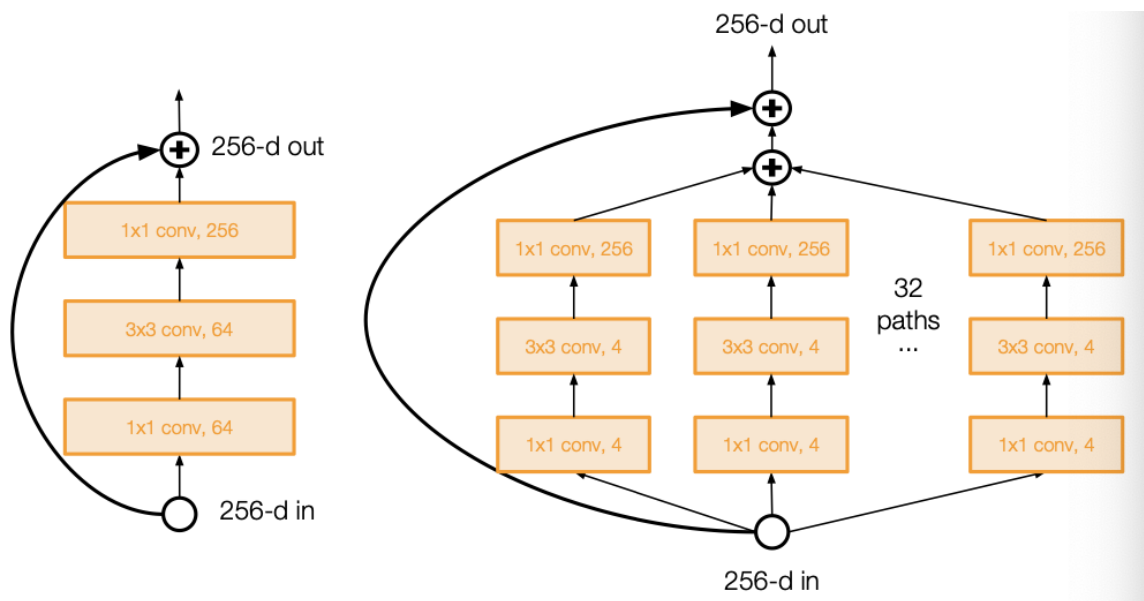 256-d out
1x1 conv, 256
3x3 conv, 64
1x1 conv, 64
256-d in
256-d out
1x1 conv, 256
1x1 conv, 256
1x1 conv, 256
32
paths
...
3x3 conv, 4
3x3 conv, 4
3x3 conv, 4
1x1 conv, 4
1x1 conv, 4
1x1 conv, 4
256-d in